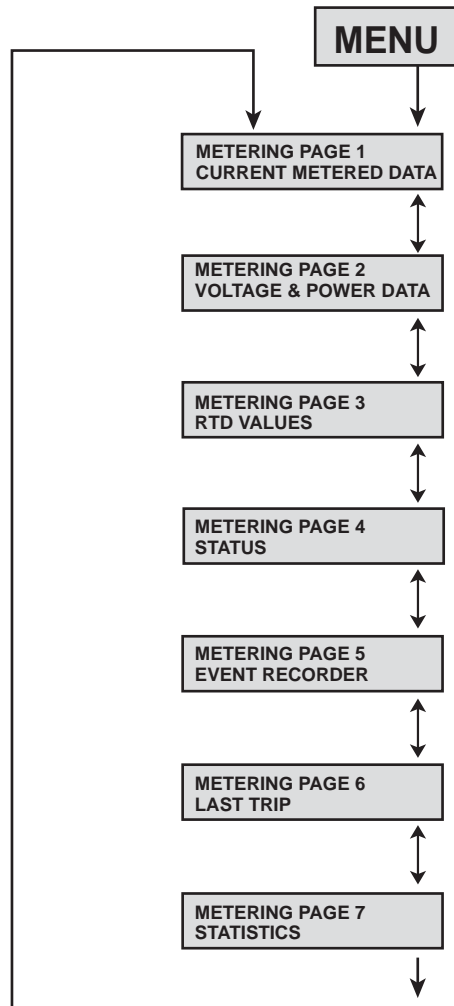 MENU
METERING PAGE 1
CURRENT METERED DATA
METERING PAGE 2
VOLTAGE & POWER DATA
METERING PAGE 3
RTD VALUES
METERING PAGE 4
STATUS
METERING PAGE 5
EVENT RECORDER
METERING PAGE 6
LAST TRIP
METERING PAGE 7
STATISTICS